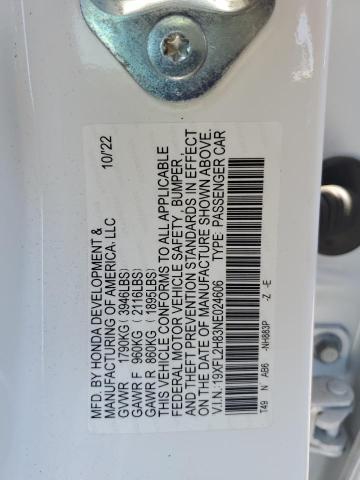 MFD. BY HONDA DEVELOPMENT & 10/'22
MANUFACTURING OF AMERICA, LLC
GVWR 1790KG (3946LBS)
GAWR F 960KG (2116LBS)
GAWR R 860KG (1895LBS)
THIS VEHICLE CONFORMS TO ALL APPLICABLE
FEDERAL MOTOR VEHICLE SAFETY, BUMPER,
AND THEFT PREVENTION STANDARDS IN EFFECT
ON THE DATE OF MANUFACTURE SHOWN ABOVE.
V.I.N.: 19XFL2H83NE024606 TYPE: PASSENGER CAR
T49 N AB6 -NH883P -Z -E